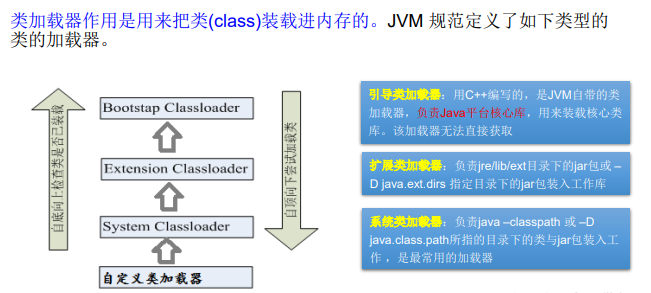 类加载器作用是用来把类(class)装载进内存的。JVM 规范定义了如下类型的
类的加载器。
自底向上检查类是否已装载
Bootstap Classloader
Extension Classloader
System Classloader
自定义类加载器
自顶向下尝试加载类
引导类加载器：用C++编写的，是JVM自带的类
加载器，负责Java平台核心库，用来装载核心类
库。该加载器无法直接获取
扩展类加载器：负责jre/lib/ext目录下的jar包或 –
D java.ext.dirs 指定目录下的jar包装入工作库
系统类加载器：负责java –classpath 或 –D
java.class.path所指的目录下的类与jar包装入工
作 ，是最常用的加载器